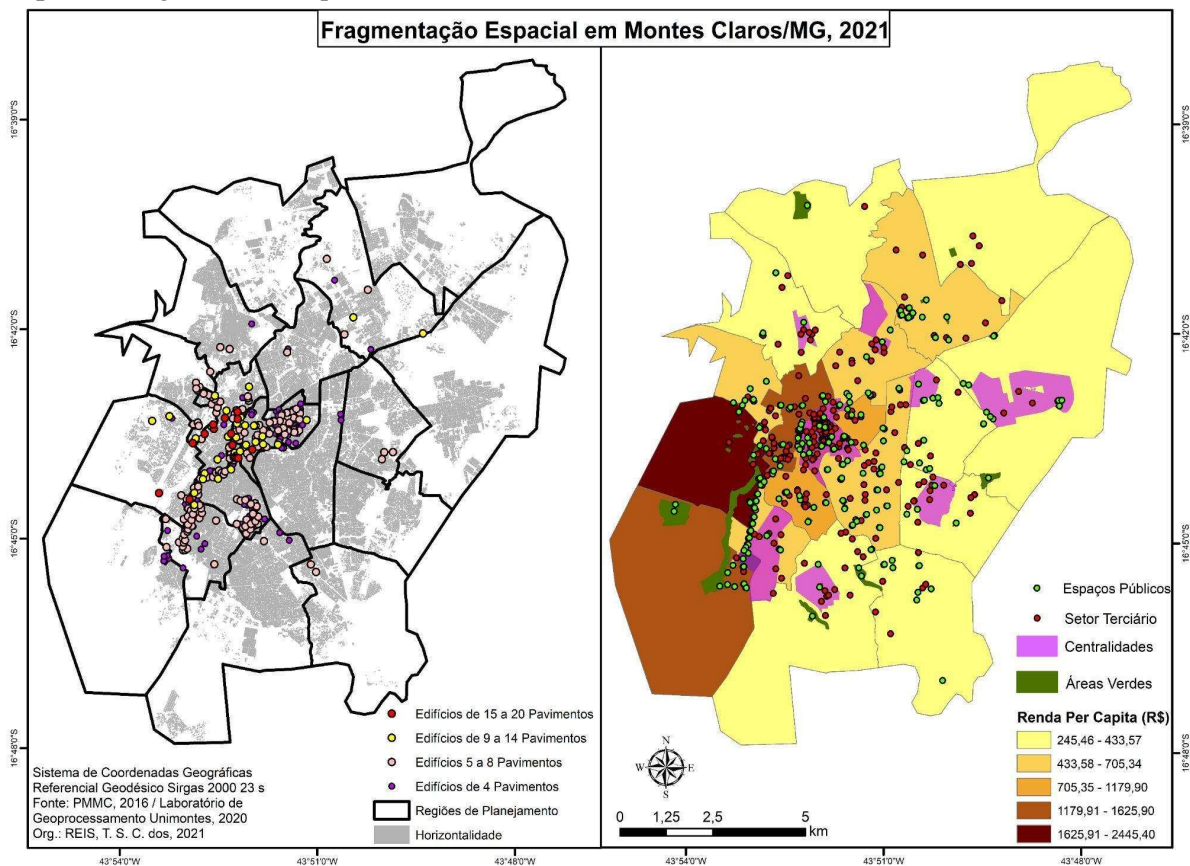 Fragmentação Espacial em Montes Claros/MG, 2021
16°39'0"S
16°42'0"S
16°45'0"S
16°48'0"S
Edifícios de 15 a 20 Pavimentos
Edifícios de 9 a 14 Pavimentos
Edifícios 5 a 8 Pavimentos
Edifícios de 4 Pavimentos
Regiões de Planejamento
Horizontalidade
Sistema de Coordenadas Geográficas
Referencial Geodésico Sirgas 2000 23 s
Fonte: PMMC, 2016 / Laboratório de
Geoprocessamento Unimontes, 2020
Org.: REIS, T. S. C. dos, 2021
43°54'0"W
43°51'0"W
43°48'0"W
16°39'0"S
16°42'0"S
16°45'0"S
16°48'0"S
Espaços Públicos
Setor Terciário
Centralidades
Áreas Verdes
Renda Per Capita (R$)
245,46 - 433,57
433,58 - 705,34
705,35 - 1179,90
1179,91 - 1625,90
1625,91 - 2445,40
N
W E
S
0 1,25 2,5 5
km
43°54'0"W
43°51'0"W
43°48'0"W